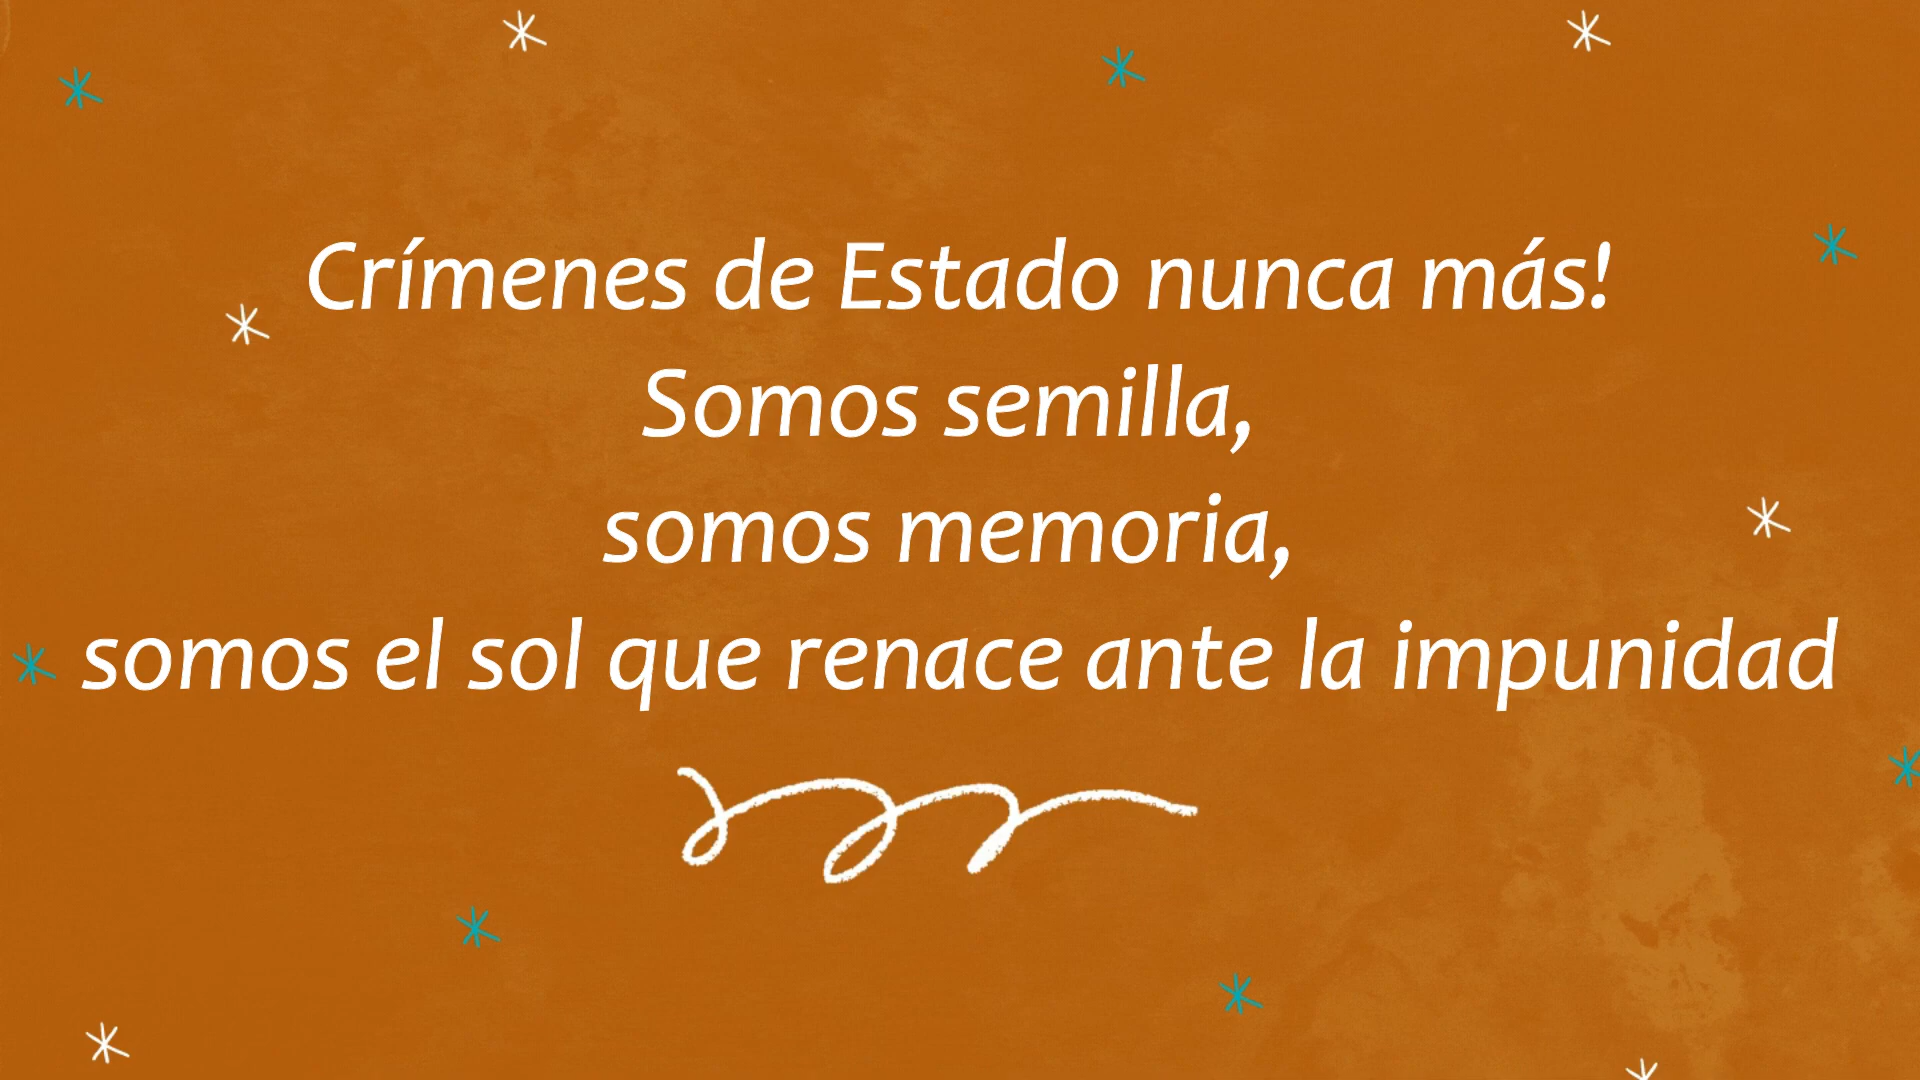 Crímenes de Estado nunca más!
Somos semilla,
somos memoria,
somos el sol que renace ante la impunidad